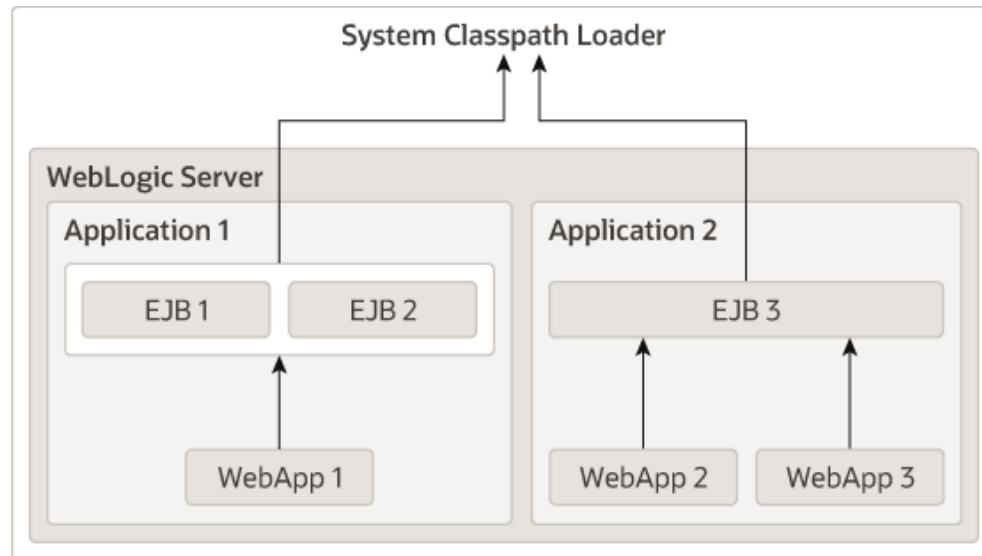 System Classpath Loader
WebLogic Server
Application 1
Application 2
EJB 1
EJB 2
EJB 3
WebApp 1
WebApp 2
WebApp 3